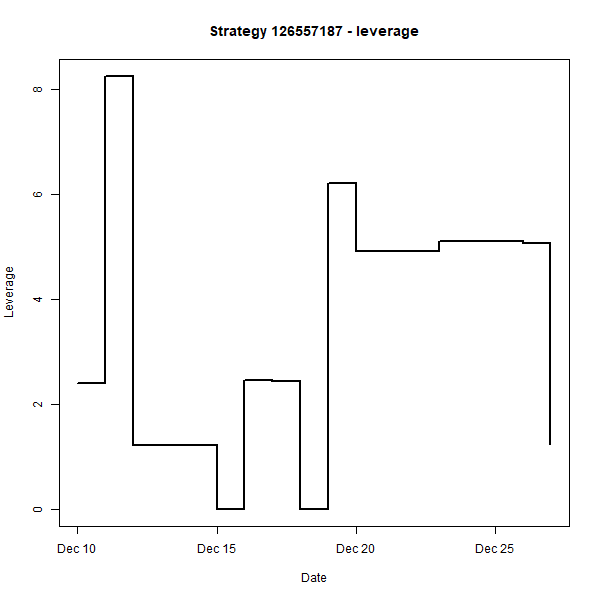 Strategy 126557187 - leverage
8
6
4
2
0
Leverage
Dec 10
Dec 15
Dec 20
Dec 25
Date